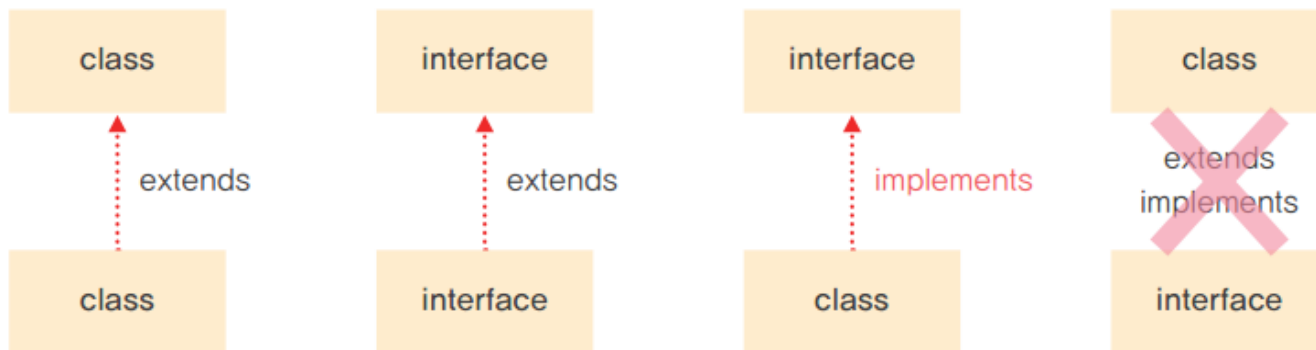 class
interface
interface
class
extends
extends
implements
extends
implements
class
interface
class
interface